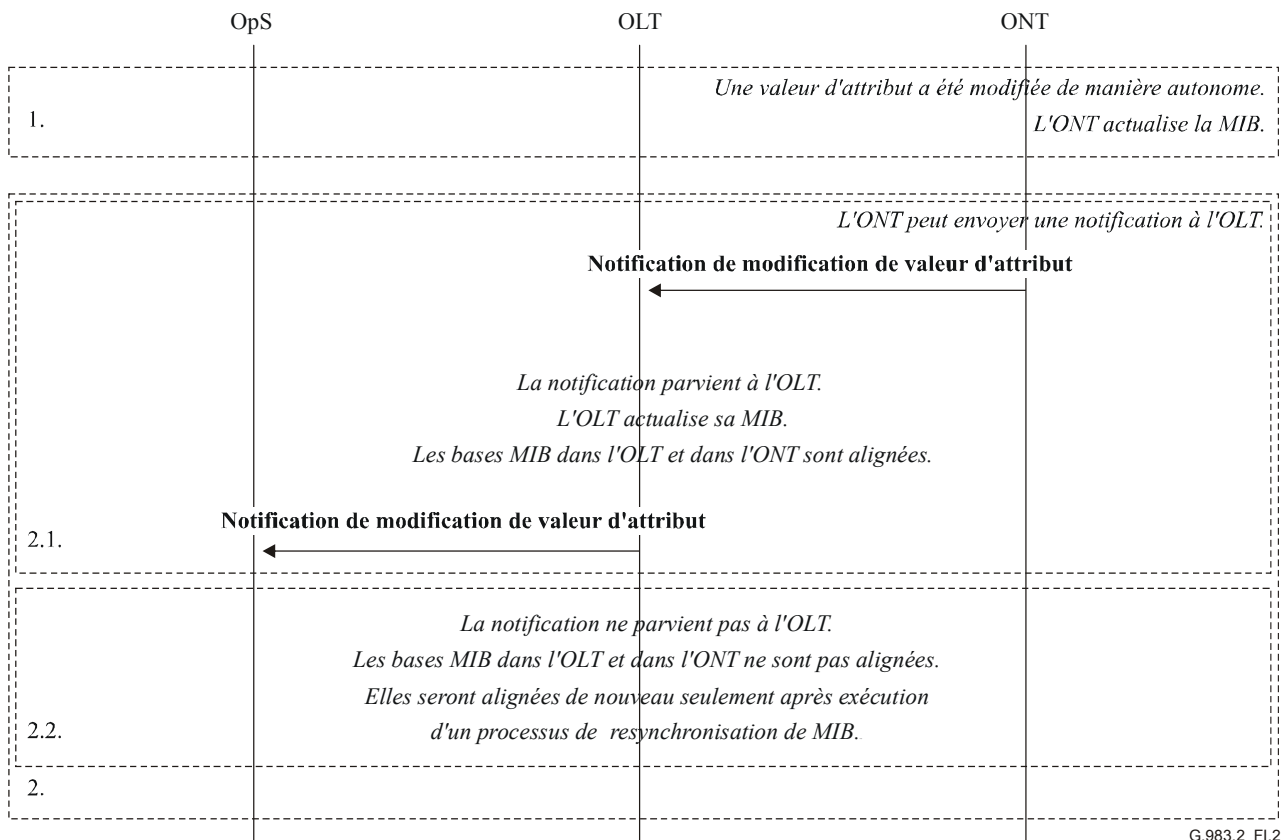 OpS OLT ONT
Une valeur d'attribut a été modifiée de manière autonome.
1.
L'ONT actualise la MIB.
L'ONT peut envoyer une notification à l'OLT.
Notification de modification de valeur d'attribut
La notification parvient à l'OLT.
L'OLT actualise sa MIB.
Les bases MIB dans l'OLT et dans l'ONT sont alignées.
Notification de modification de valeur d'attribut
2.1.
La notification ne parvient pas à l'OLT.
Les bases MIB dans l'OLT et dans l'ONT ne sont pas alignées.
Elles seront alignées de nouveau seulement après exécution
d'un processus de resynchronisation de MIB.
2.2.
2.
G.983.2_FI.2